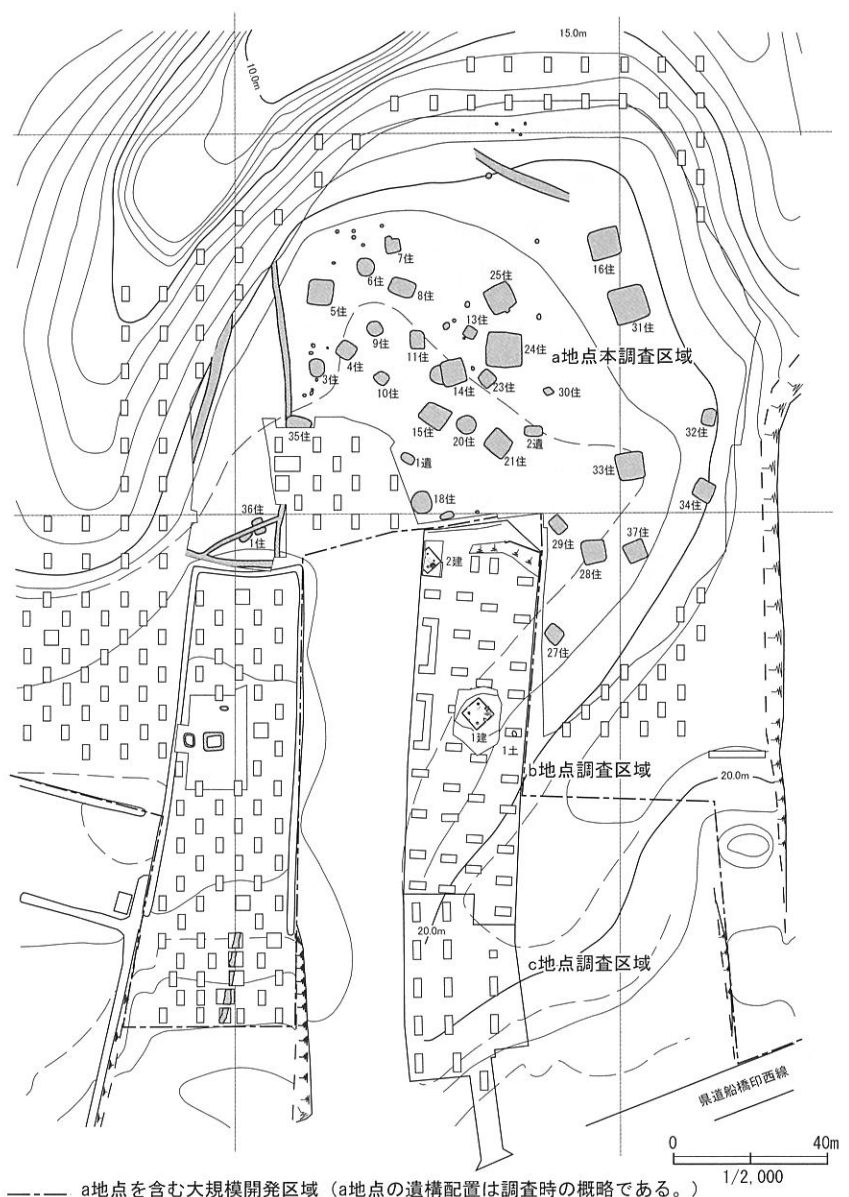 15.0m
10.0m
7住
6住
16住
25住
5住
8住
31住
13住
9住
11住
24住
a地点本調査区域
4住
3住
14住
23住
10住
30住
15住
32住
35住
20住
2遺
21住
1遺
33住
34住
18住
36住
1住
29住
2建
28住
37住
27住
1建
1土
b地点調査区域
20.0m
20.0m
c地点調査区域
県道船橋印西線
0 40m
1/2,000
a地点を含む大規模開発区域(a地点の遺構配置は調査時の概略である。)